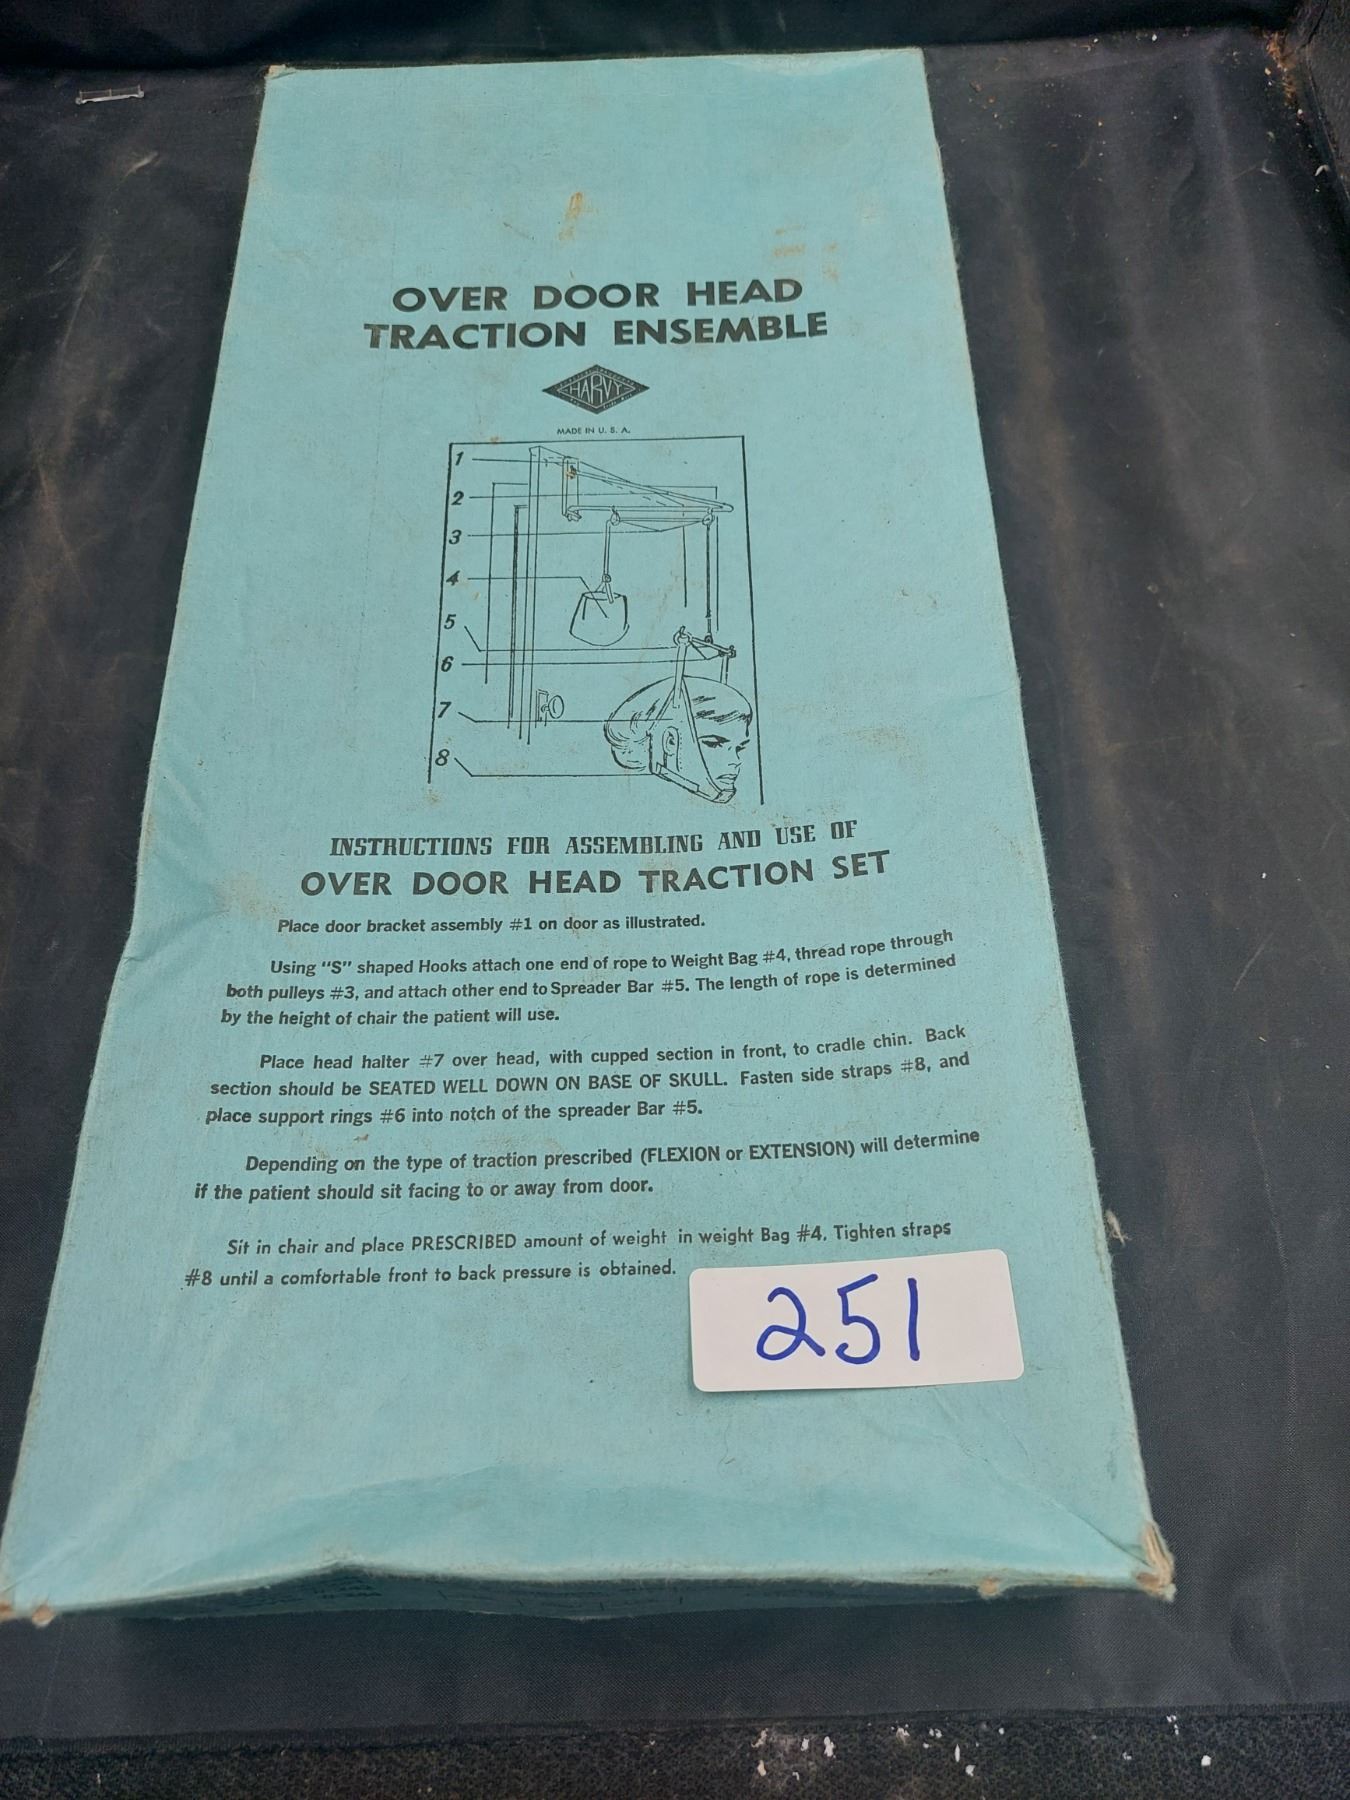 OVER DOOR HEAD
TRACTION ENSEMBLE
HARVY
MADE IN U. S. A.
1
2
3
4
5
6
7
8
INSTRUCTIONS FOR ASSEMBLING AND USE OF
OVER DOOR HEAD TRACTION SET
Place door bracket assembly #1 on door as illustrated.
Using "S" shaped Hooks attach one end of rope to Weight Bag #4, thread rope through
both pulleys #3, and attach other end to Spreader Bar #5. The length of rope is determined
by the height of chair the patient will use.
Place head halter #7 over head, with cupped section in front, to cradle chin. Back
section should be SEATED WELL DOWN ON BASE OF SKULL. Fasten side straps #8, and
place support rings #6 into notch of the spreader Bar #5.
Depending on the type of traction prescribed (FLEXION or EXTENSION) will determine
if the patient should sit facing to or away from door.
Sit in chair and place PRESCRIBED amount of weight in weight Bag #4. Tighten straps
#8 until a comfortable front to back pressure is obtained.
251